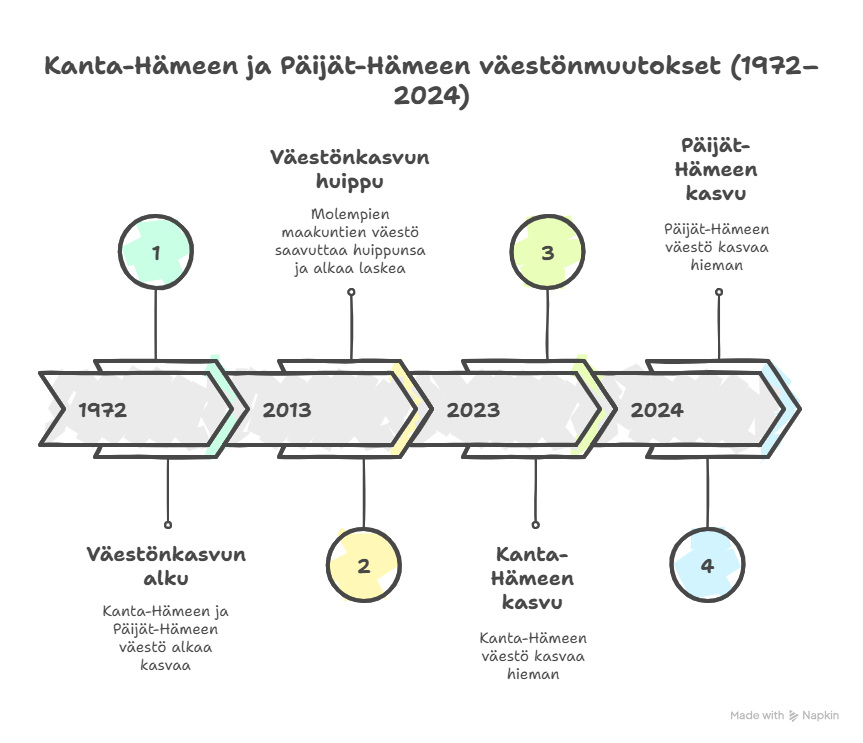 Kanta-Hämeen ja Päijät-Hämeen väestönmuutokset (1972–
2024)
Väestönkasvun
huippu
Molempien
maakuntien väestö
saavuttaa huippunsa
ja alkaa laskea
Päijät-
Hämeen
kasvu
Päijät-Hämeen
väestö kasvaa
hieman
1
3
1972
2013
2023
2024
Väestönkasvun
alku
Kanta-Hämeen ja
Päijät-Hämeen
väestö alkaa
kasvaa
2
Kanta-
Hämeen
kasvu
Kanta-Hämeen
väestö kasvaa
hieman
4
Made with Napkin